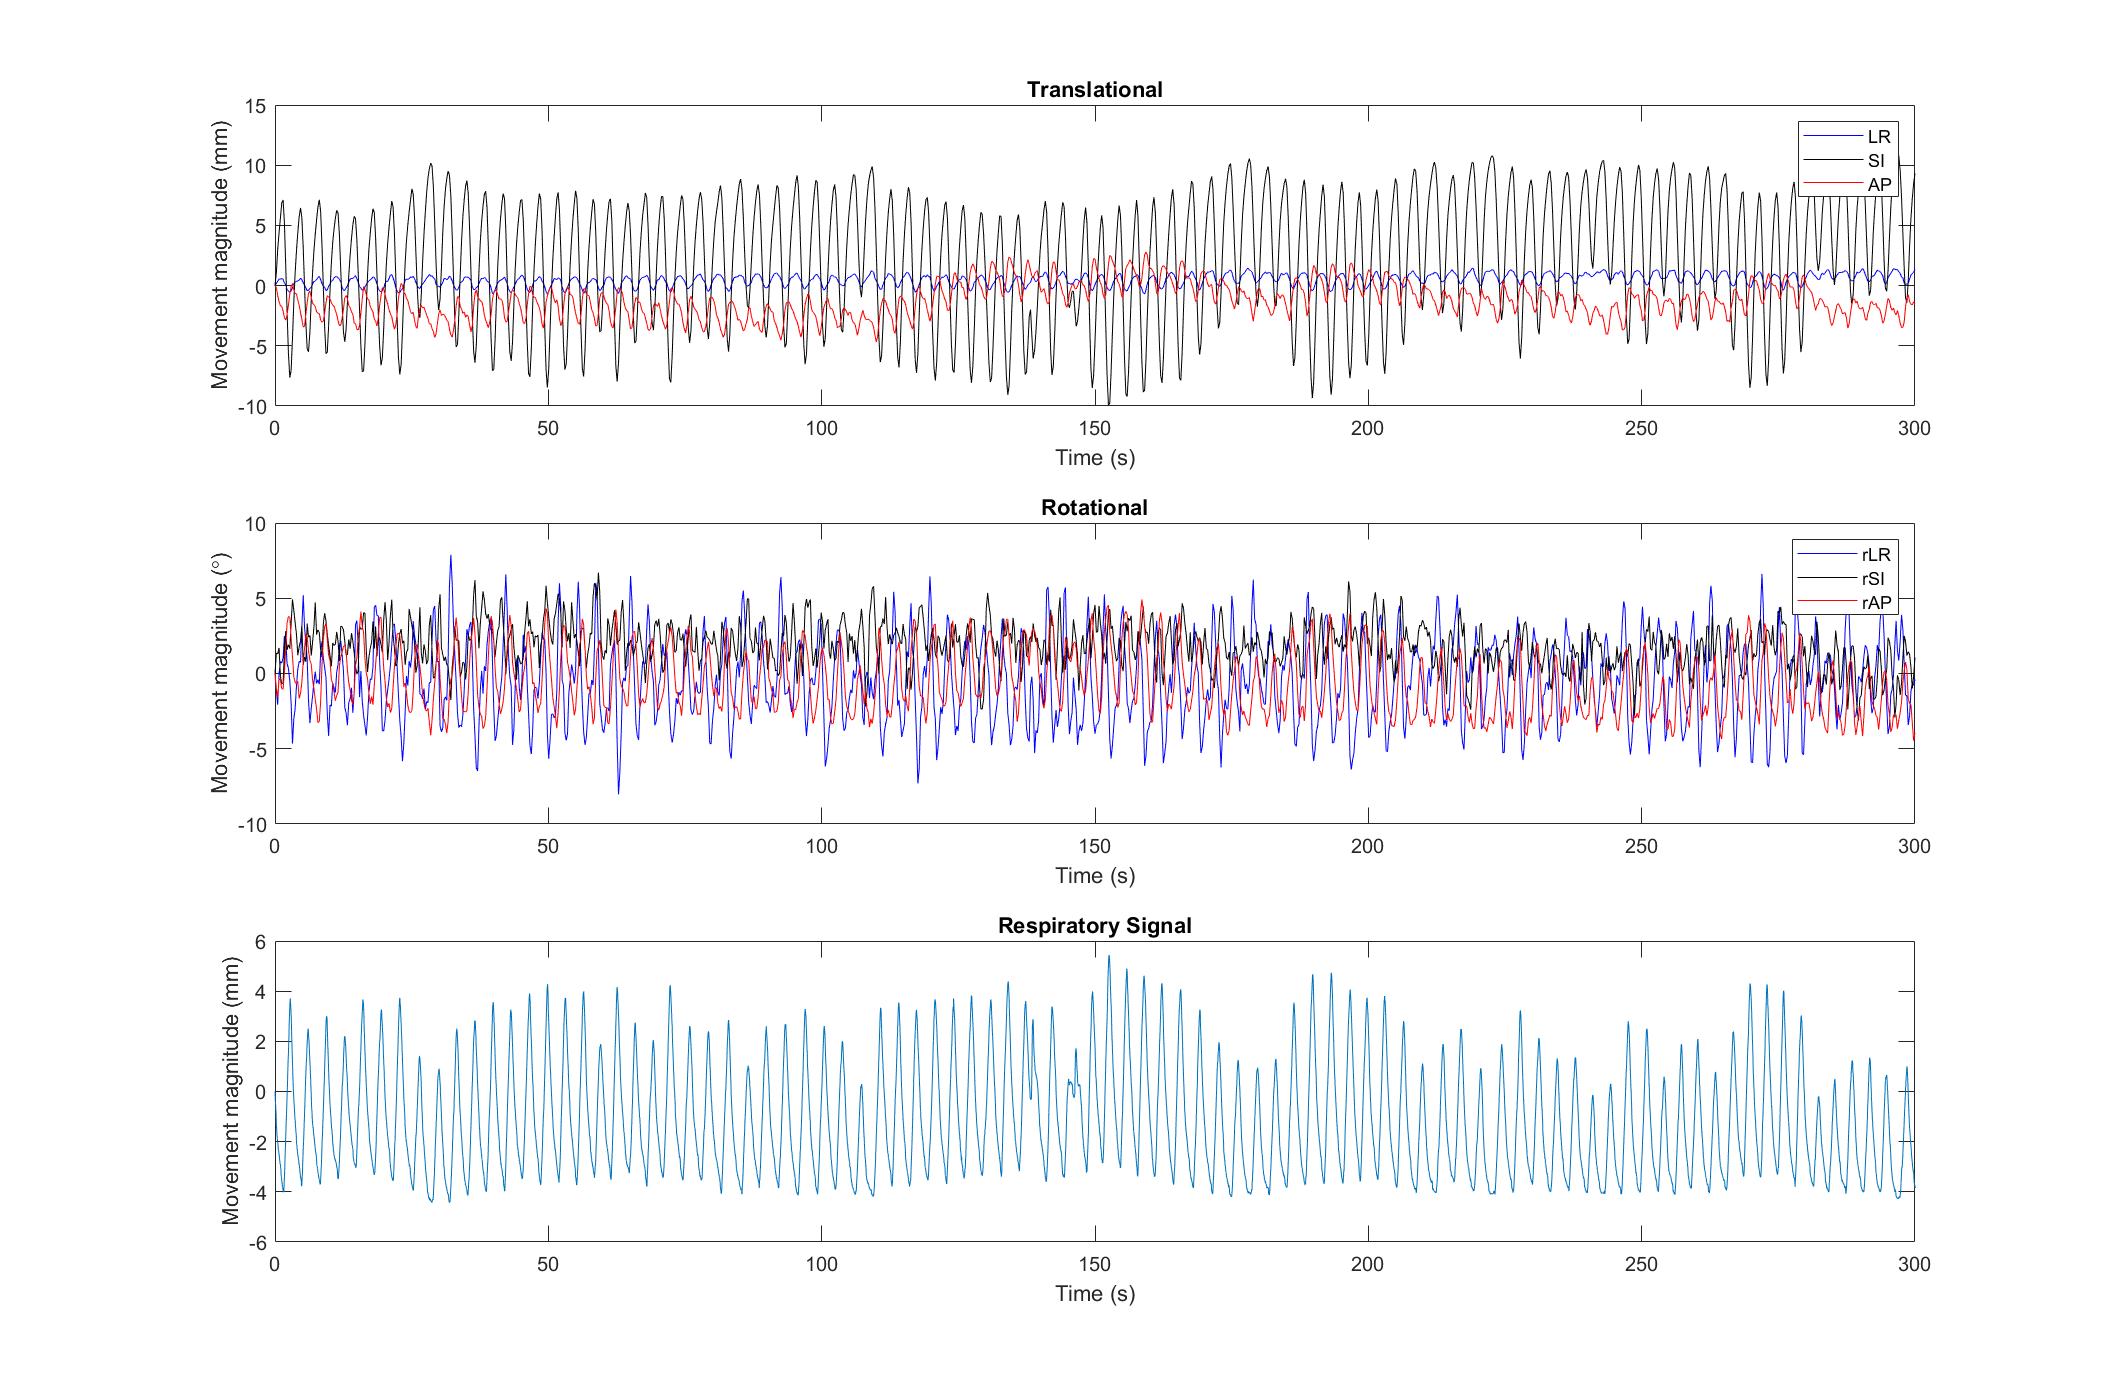 Translational
Movement magnitude (mm)
15
10
5
0
-5
-10
LR
SI
AP
0 50 100 150 200 250 300
Time (s)
Rotational
Movement magnitude (°)
10
5
0
-5
-10
rLR
rSI
rAP
0 50 100 150 200 250 300
Time (s)
Respiratory Signal
Movement magnitude (mm)
6
4
2
0
-2
-4
-6
0 50 100 150 200 250 300
Time (s)